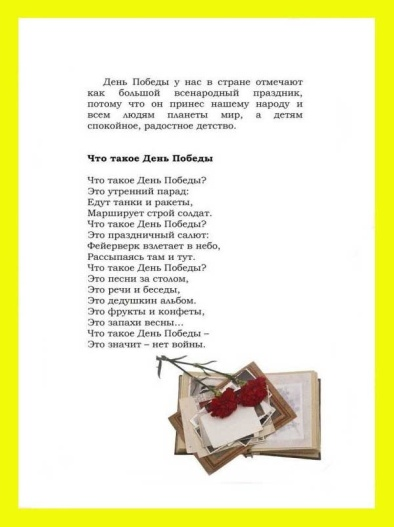 День Победы у нас в стране отмечают
как большой всенародный праздник,
потому что он принес нашему народу и
всем людям планеты мир, а детям
спокойное, радостное детство.
Что такое День Победы
Что такое День Победы?
Это утренний парад:
Едут танки и ракеты,
Марширует строй солдат.
Что такое День Победы?
Это праздничный салют:
Фейерверк взлетает в небо,
Рассыпаясь там и тут.
Что такое День Победы?
Это песни за столом,
Это речи и беседы,
Это дедушкин альбом.
Это фрукты и конфеты,
Это запахи весны...
Что такое День Победы –
Это значит – нет войны.